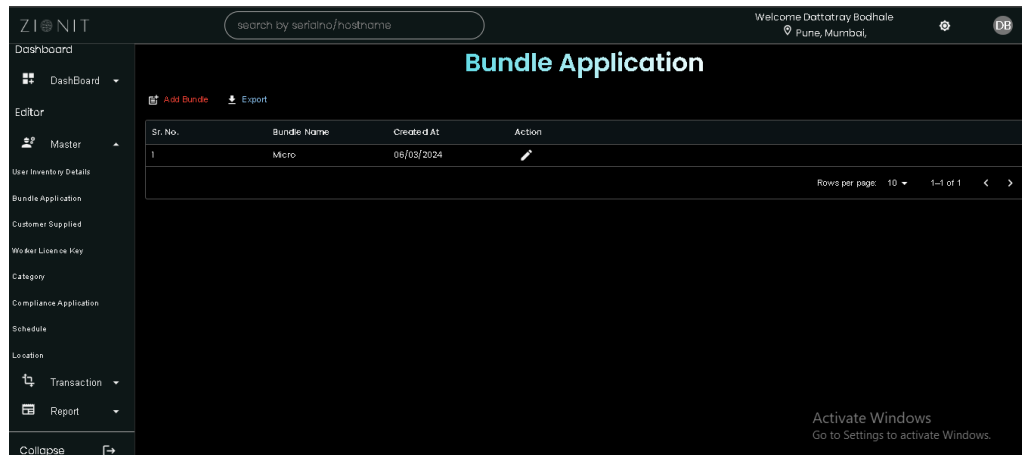 ZIONIT
search by serialno/hostname
Welcome Dattatray Bodhale
Pune, Mumbai,
DB
Dashboard
DashBoard
Editor
Master
User Inventory Details
Bundle Application
Customer Supplied
Worker Licence Key
Category
Compliance Application
Schedule
Location
Transaction
Report
Collapse
Bundle Application
Add Bundle Export
Sr. No. Bundle Name Created At Action
1 Micro 06/03/2024
Rows per page: 10 1–1 of 1
Activate Windows
Go to Settings to activate Windows.